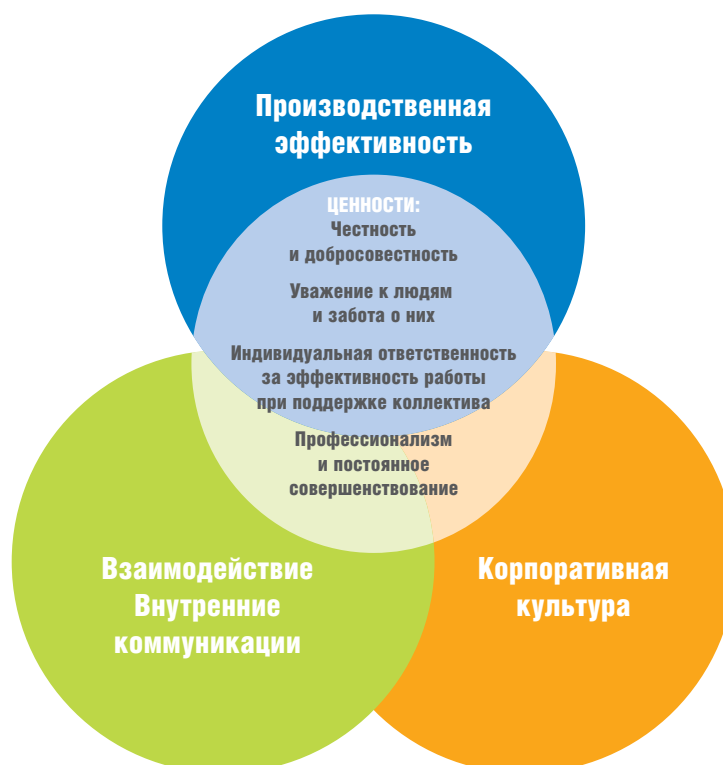 Производственная
эффективность
ЦЕННОСТИ:
Честность
и добросовестность
Уважение к людям
и забота о них
Индивидуальная ответственность
за эффективность работы
при поддержке коллектива
Профессионализм
и постоянное
совершенствование
Взаимодействие
Внутренние
коммуникации
Корпоративная
культура